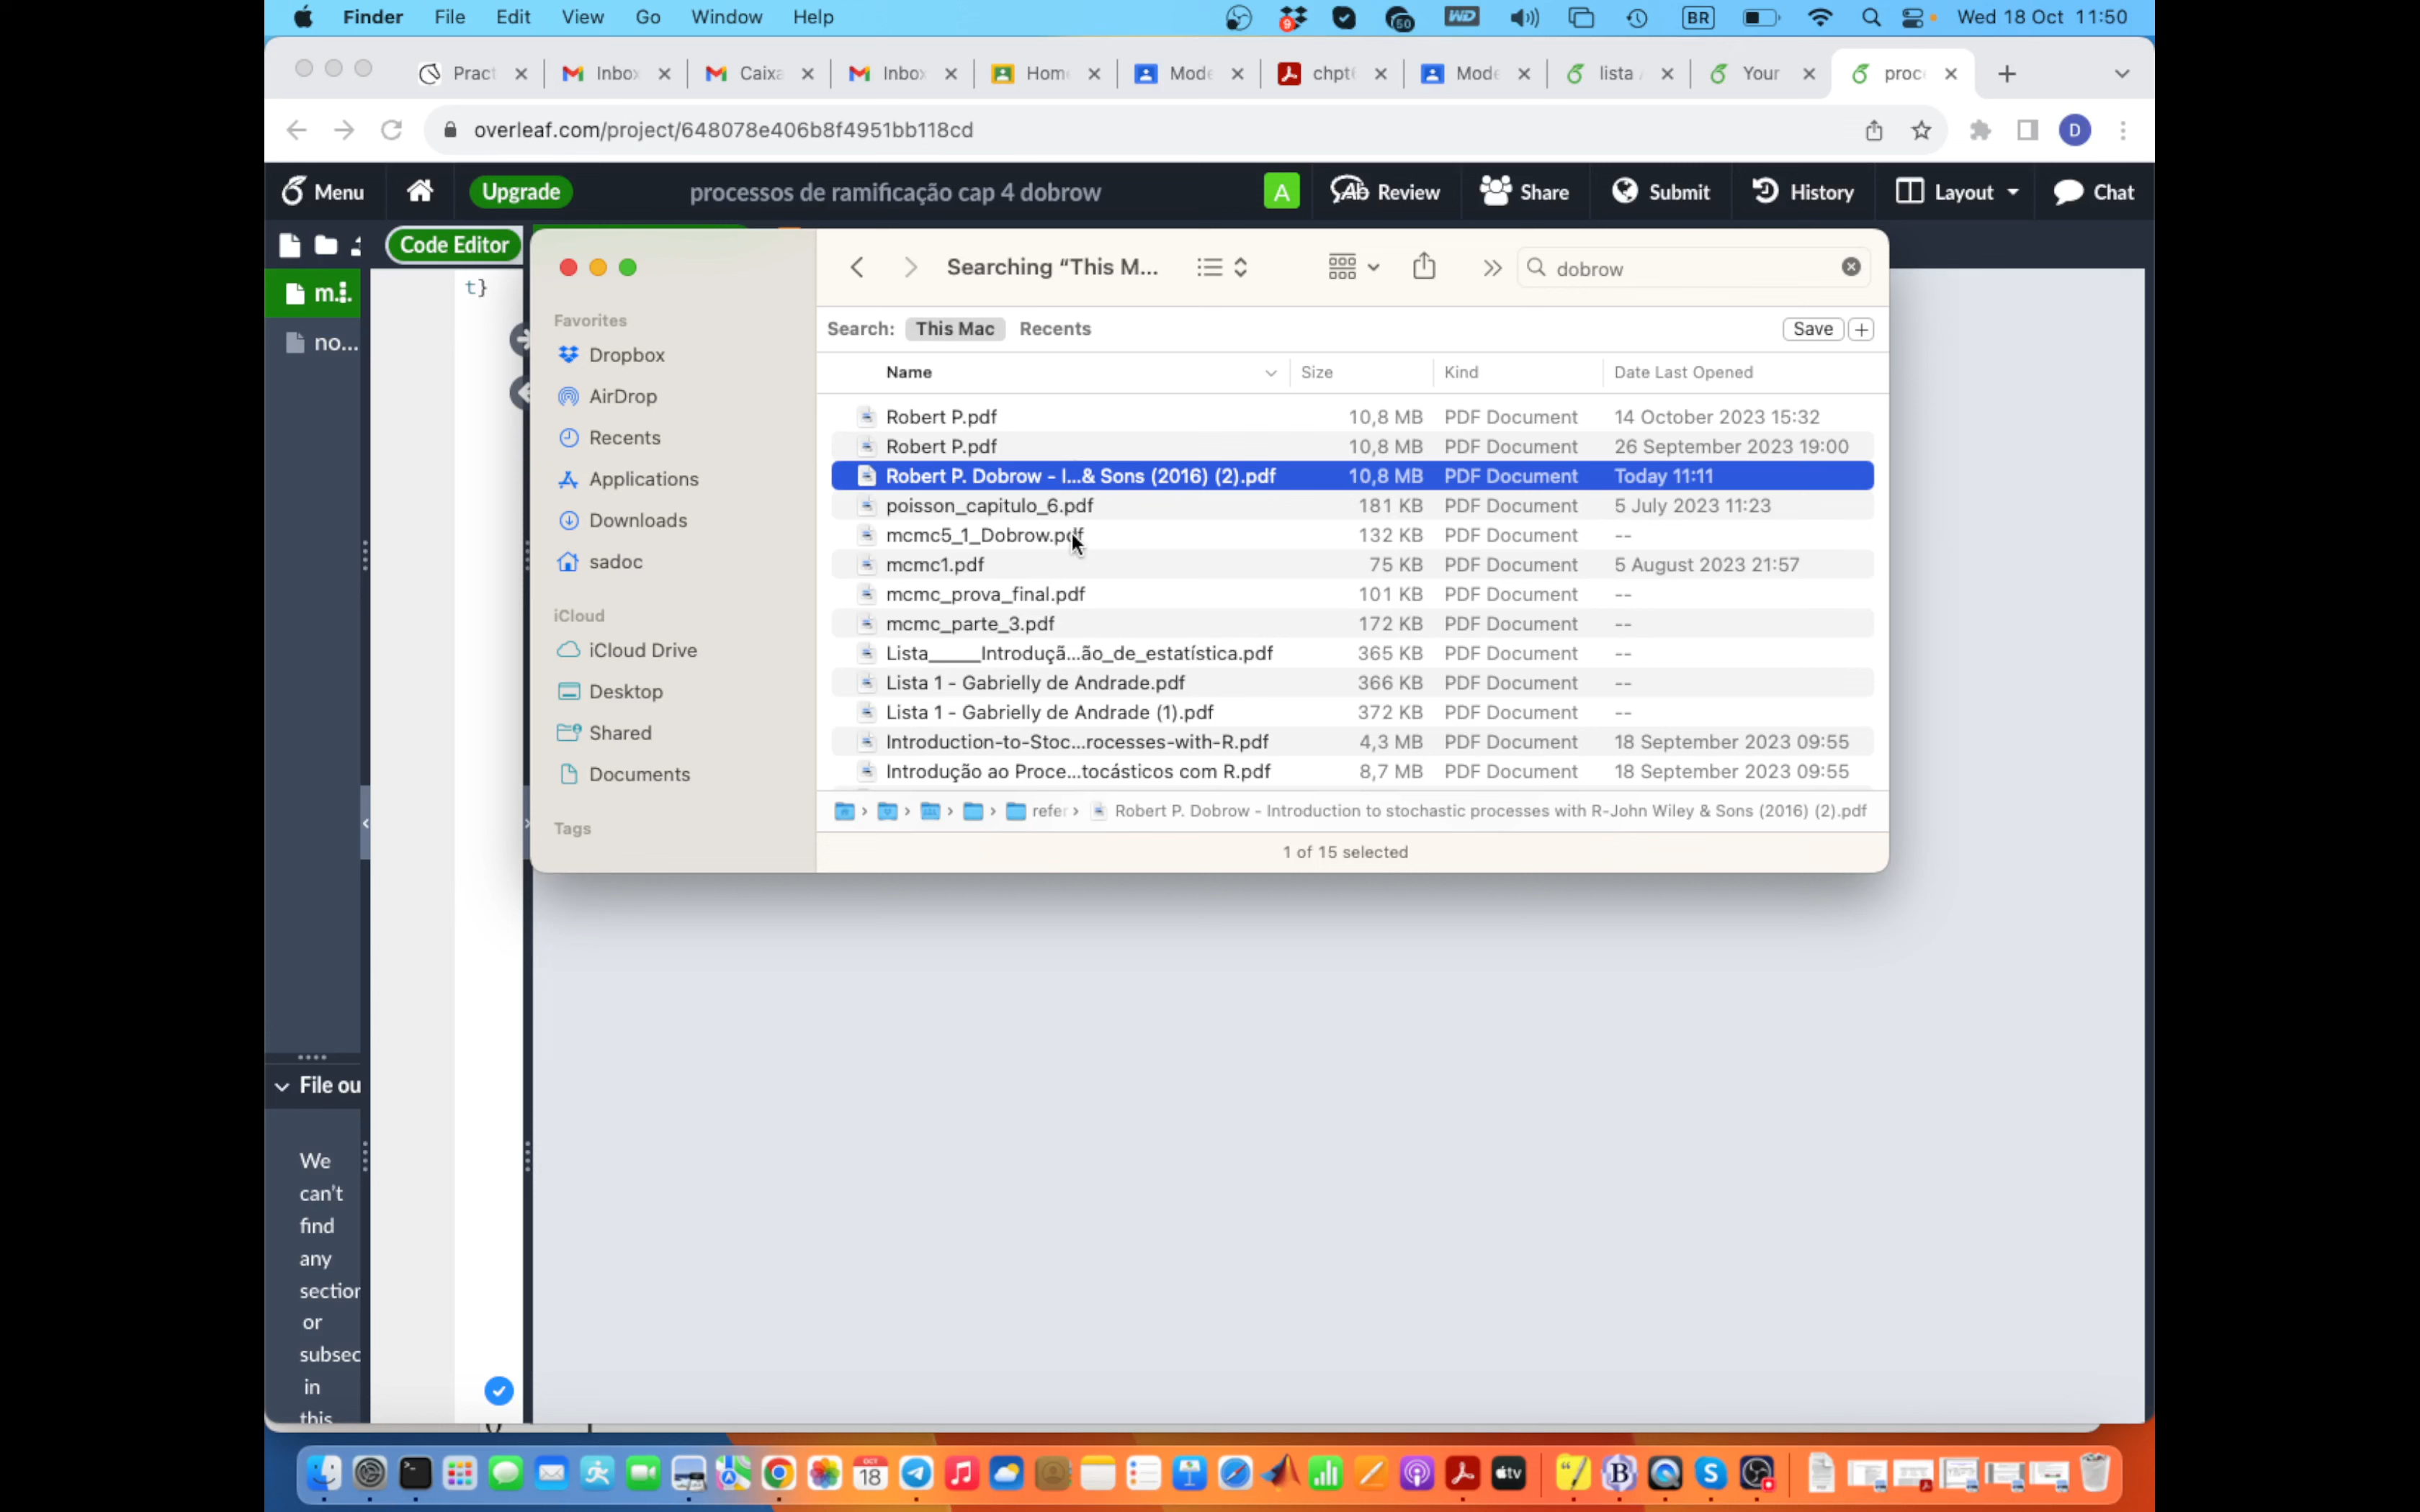 Finder File Edit View Go Window Help 9 50 WD BR Wed 18 Oct 11:50
Pract Inbo Caixa Inbox Hom Mode chpt Mode lista Your proc
overleaf.com/project/648078e406b8f4951bb118cd D
Menu Upgrade processos de ramificação cap 4 dobrow A Review Share Submit History Layout Chat
Code Editor
m.
no...
t}
Searching “This M... dobrow
Search: This Mac Recents Save +
Name Size Kind Date Last Opened
Robert P.pdf 10,8 MB PDF Document 14 October 2023 15:32
Robert P.pdf 10,8 MB PDF Document 26 September 2023 19:00
Robert P. Dobrow - I...& Sons (2016) (2).pdf 10,8 MB PDF Document Today 11:11
poisson_capitulo_6.pdf 181 KB PDF Document 5 July 2023 11:23
mcmc5_1_Dobrow.pdf 132 KB PDF Document --
mcmc1.pdf 75 KB PDF Document 5 August 2023 21:57
mcmc_prova_final.pdf 101 KB PDF Document --
mcmc_parte_3.pdf 172 KB PDF Document --
Lista_____Introduçã...ão_de_estatística.pdf 365 KB PDF Document --
Lista 1 - Gabrielly de Andrade.pdf 366 KB PDF Document --
Lista 1 - Gabrielly de Andrade (1).pdf 372 KB PDF Document --
Introduction-to-Stoc...rocesses-with-R.pdf 4,3 MB PDF Document 18 September 2023 09:55
Introdução ao Proce...tocásticos com R.pdf 8,7 MB PDF Document 18 September 2023 09:55
refer Robert P. Dobrow - Introduction to stochastic processes with R-John Wiley & Sons (2016) (2).pdf
1 of 15 selected
Favorites
Dropbox
AirDrop
Recents
Applications
Downloads
sadoc
iCloud
iCloud Drive
Desktop
Shared
Documents
Tags
File ou
We
can't
find
any
section
or
subsec
in
this
OCT
18
tv